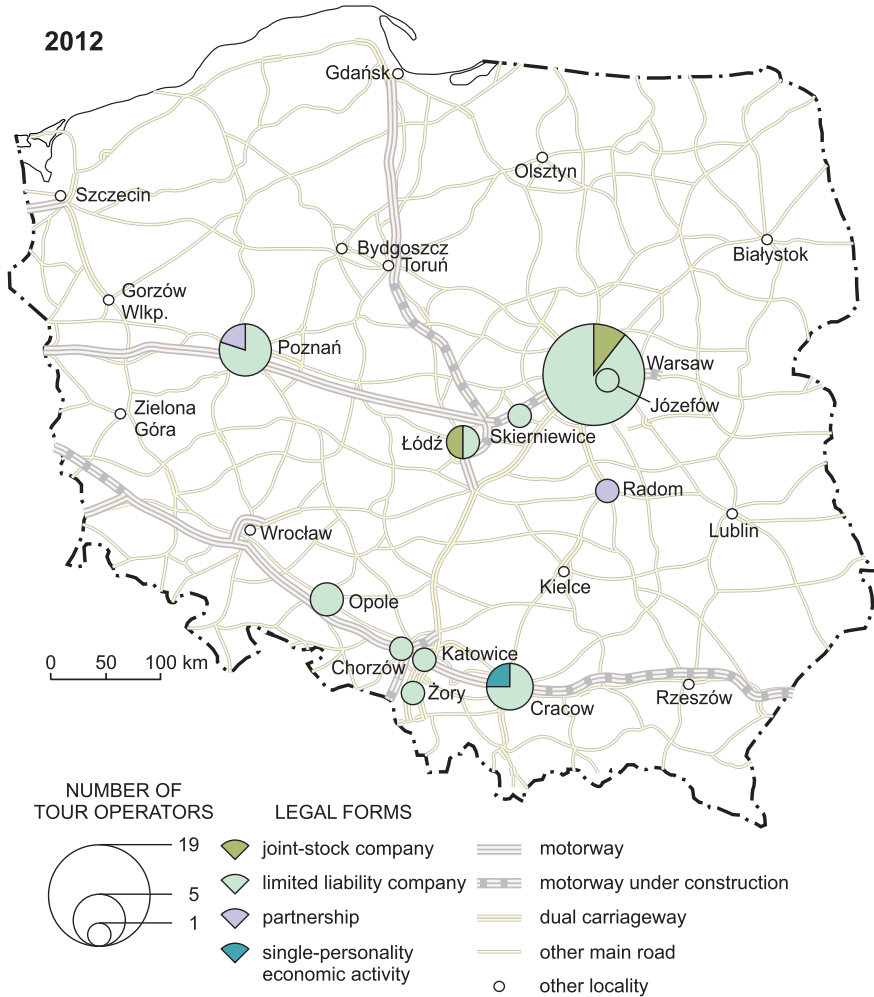 2012
Gdańsk
Olsztyn
Szczecin
Bydgoszcz
Toruń
Białystok
Gorzów
Wlkp.
Poznań
Warsaw
Józefów
Zielona
Góra
Skierniewice
Łódź
Radom
Lublin
Wrocław
Kielce
Opole
Katowice
Chorzów
Żory
Cracow
Rzeszów
0 50 100 km
NUMBER OF
TOUR OPERATORS
19
5
1
LEGAL FORMS
joint-stock company
limited liability company
partnership
single-personality
economic activity
motorway
motorway under construction
dual carriageway
other main road
other locality